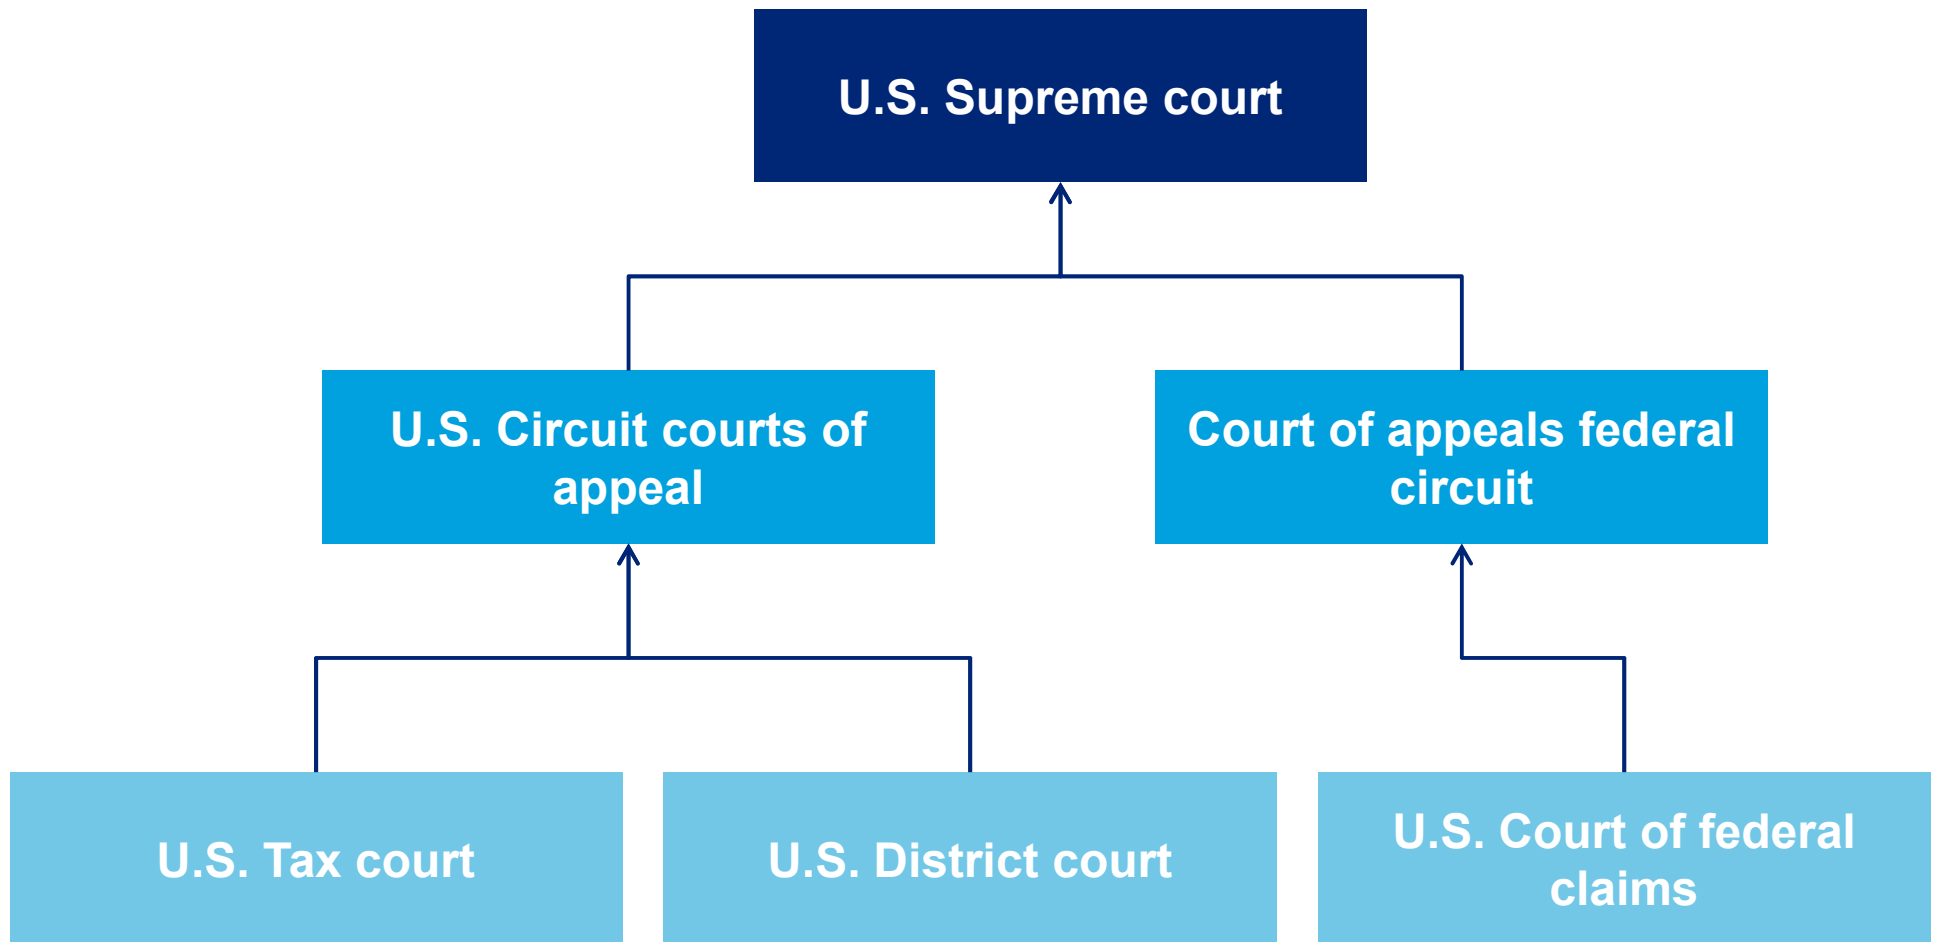 U.S. Supreme court
U.S. Circuit courts of
appeal
Court of appeals federal
circuit
U.S. Tax court
U.S. District court
U.S. Court of federal
claims